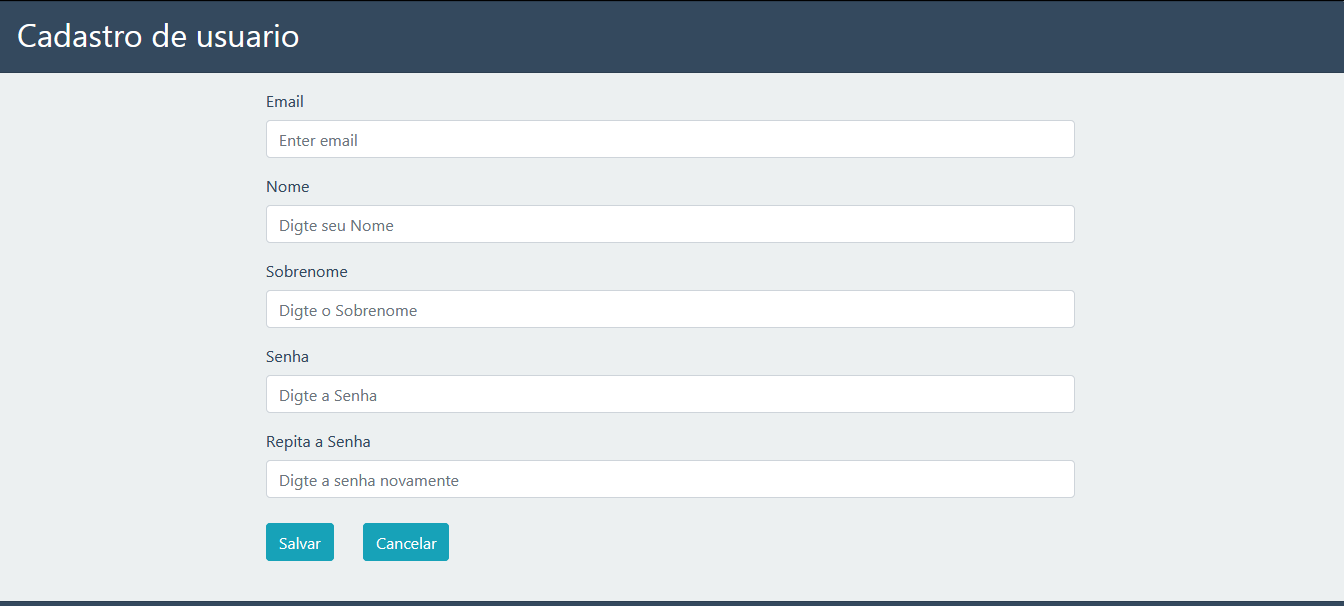 Cadastro de usuario
Email
Enter email
Nome
Digte seu Nome
Sobrenome
Digte o Sobrenome
Senha
Digte a Senha
Repita a Senha
Digte a senha novamente
Salvar Cancelar